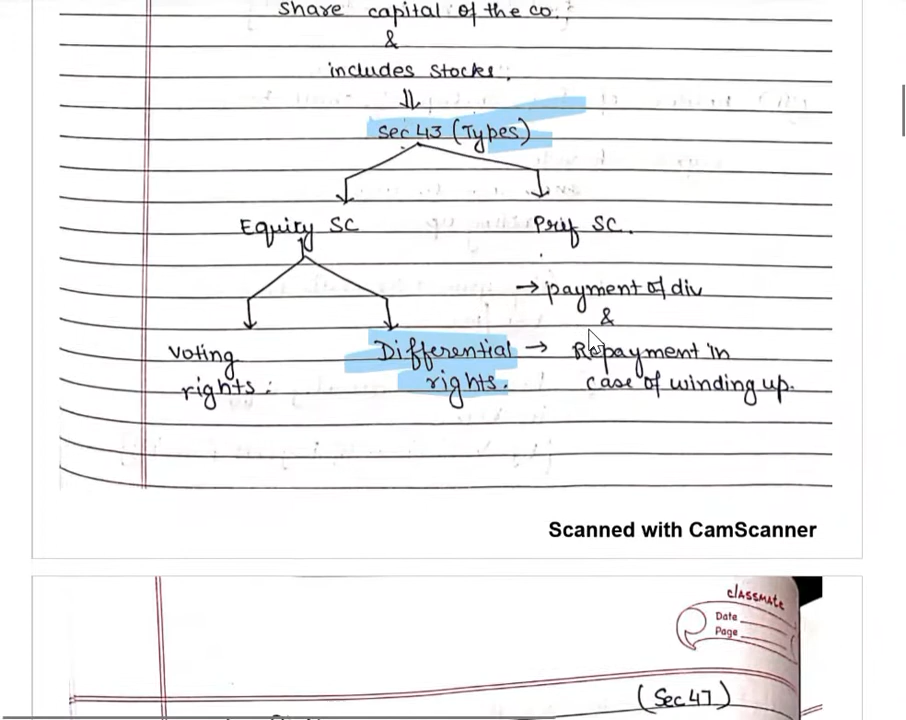 Share capital of the co.
&
includes stocks.
Sec 43 (Types)
Equity SC
Prif SC.
→ payment of div
&
Voting rights:
Differential rights.
→ Repayment in
case of winding up.
Scanned with CamScanner
classmate
Date
Page
(Sec 47)